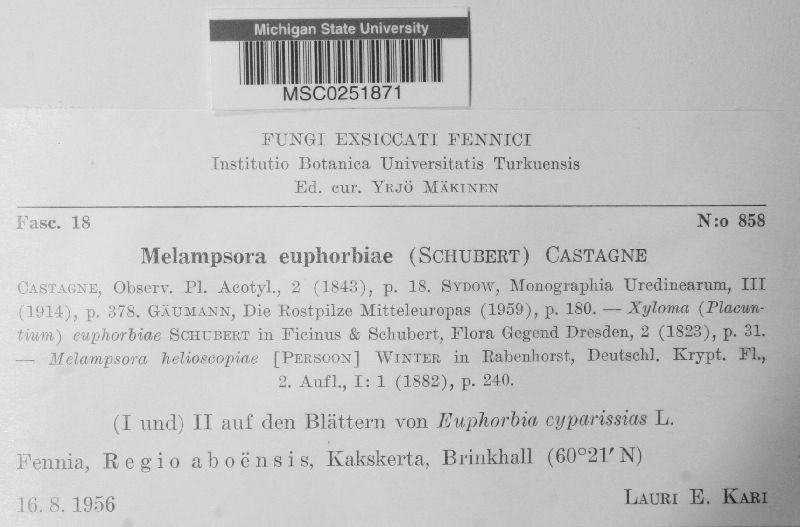 Michigan State University
MSC0251871
FUNGI EXSICCATI FENNICI
Institutio Botanica Universitatis Turkuensis
Ed. cur. YRJÖ MÄKINEN
Fasc. 18 N:o 858
Melampsora euphorbiae (SCHUBERT) CASTAGNE
CASTAGNE, Observ. Pl. Acotyl., 2 (1843), p. 18. SYDOW, Monographia Uredinearum, III
(1914), p. 378. GÄUMANN, Die Rostpilze Mitteleuropas (1959), p. 180. — Xyloma (Placun-
tium) euphorbiae SCHUBERT in Ficinus & Schubert, Flora Gegend Dresden, 2 (1823), p. 31.
— Melampsora helioscopiae [PERSOON] WINTER in Rabenhorst, Deutschl. Krypt. Fl.,
2. Aufl., I: 1 (1882), p. 240.
(I und) II auf den Blättern von Euphorbia cyparissias L.
Fennia, Regio aboënsis, Kakskerta, Brinkhall (60°21′ N)
16. 8. 1956 LAURI E. KARI